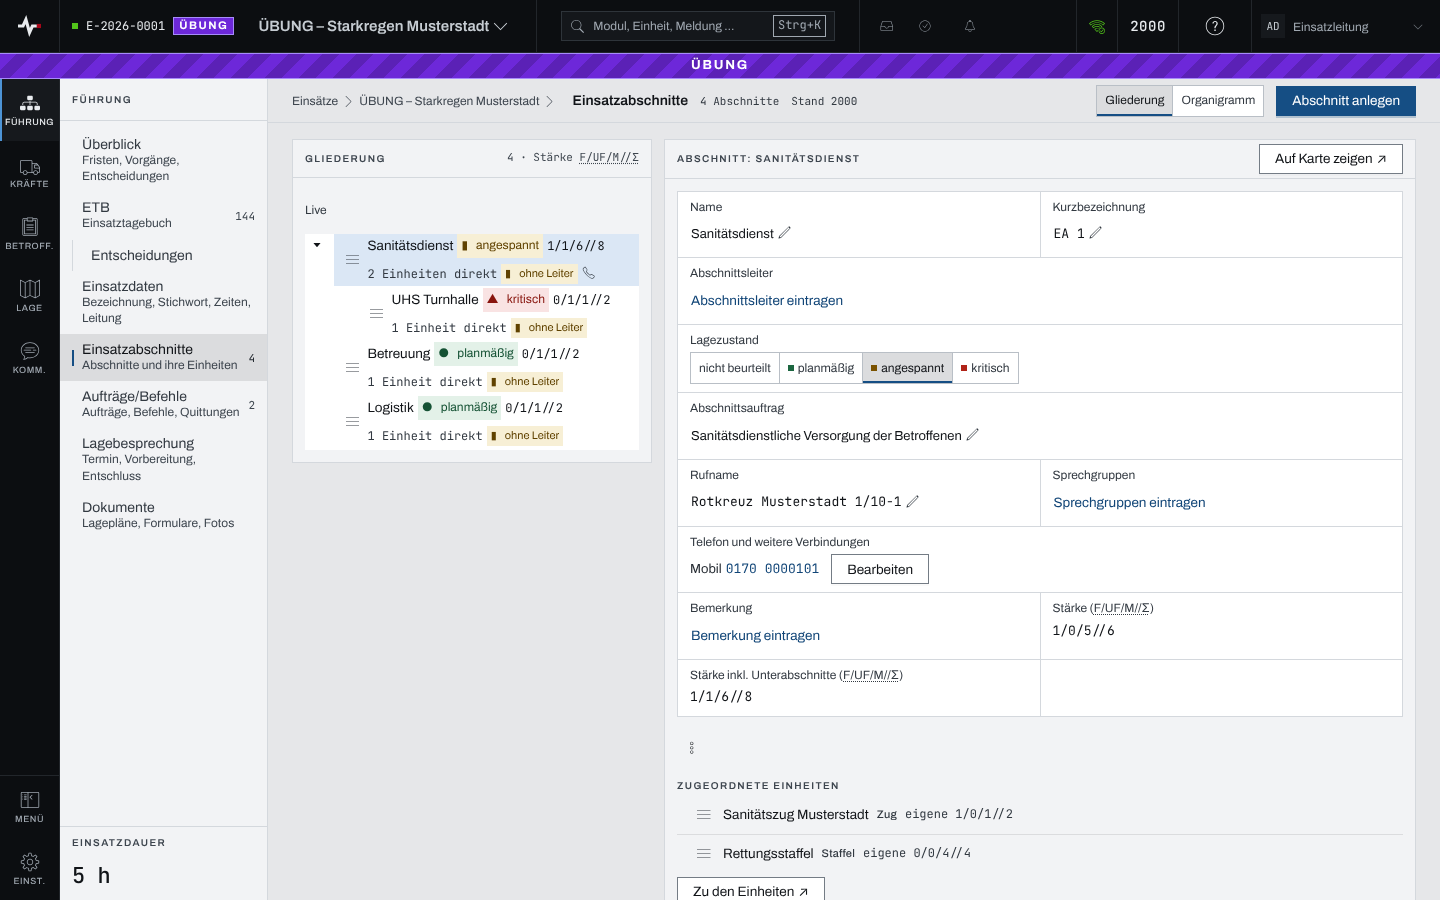 E-2026-0001 ÜBUNG ÜBUNG – Starkregen Musterstadt Modul, Einheit, Meldung ... Strg+K 2000 ? AD Einsatzleitung
ÜBUNG
FÜHRUNG
KRÄFTE
BETROFF.
LAGE
KOMM.
MENÜ
EINST.
FÜHRUNG
Überblick
Fristen, Vorgänge,
Entscheidungen
ETB
Einsatztagebuch 144
Entscheidungen
Einsatzdaten
Bezeichnung, Stichwort, Zeiten,
Leitung
Einsatzabschnitte
Abschnitte und ihre Einheiten 4
Aufträge/Befehle
Aufträge, Befehle, Quittungen 2
Lagebesprechung
Termin, Vorbereitung,
Entschluss
Dokumente
Lagepläne, Formulare, Fotos
EINSATZDAUER
5 h
Einsätze ÜBUNG – Starkregen Musterstadt Einsatzabschnitte 4 Abschnitte Stand 2000 Gliederung Organigramm Abschnitt anlegen
GLIEDERUNG 4 · Stärke F/UF/M//Σ
Live
Sanitätsdienst angespannt 1/1/6//8
2 Einheiten direkt ohne Leiter
UHS Turnhalle kritisch 0/1/1//2
1 Einheit direkt ohne Leiter
Betreuung planmäßig 0/1/1//2
1 Einheit direkt ohne Leiter
Logistik planmäßig 0/1/1//2
1 Einheit direkt ohne Leiter
ABSCHNITT: SANITÄTSDIENST Auf Karte zeigen ↗
Name Kurzbezeichnung
Sanitätsdienst EA 1
Abschnittsleiter
Abschnittsleiter eintragen
Lagezustand
nicht beurteilt planmäßig angespannt kritisch
Abschnittsauftrag
Sanitätsdienstliche Versorgung der Betroffenen
Rufname Sprechgruppen
Rotkreuz Musterstadt 1/10-1 Sprechgruppen eintragen
Telefon und weitere Verbindungen
Mobil 0170 0000101 Bearbeiten
Bemerkung Stärke (F/UF/M//Σ)
Bemerkung eintragen 1/0/5//6
Stärke inkl. Unterabschnitte (F/UF/M//Σ)
1/1/6//8
ZUGEORDNETE EINHEITEN
Sanitätszug Musterstadt Zug eigene 1/0/1//2
Rettungsstaffel Staffel eigene 0/0/4//4
Zu den Einheiten ↗